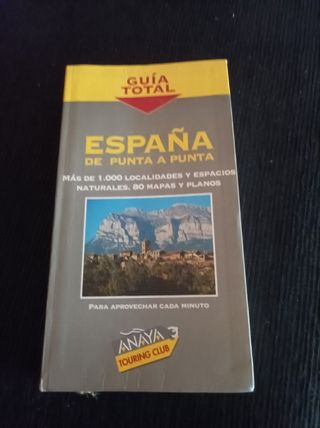 GUÍA
TOTAL
ESPAÑA
DE PUNTA A PUNTA
MÁS DE 1.000 LOCALIDADES Y ESPACIOS
NATURALES. 80 MAPAS Y PLANOS
PARA APROVECHAR CADA MINUTO
ANAYA
TOURING CLUB